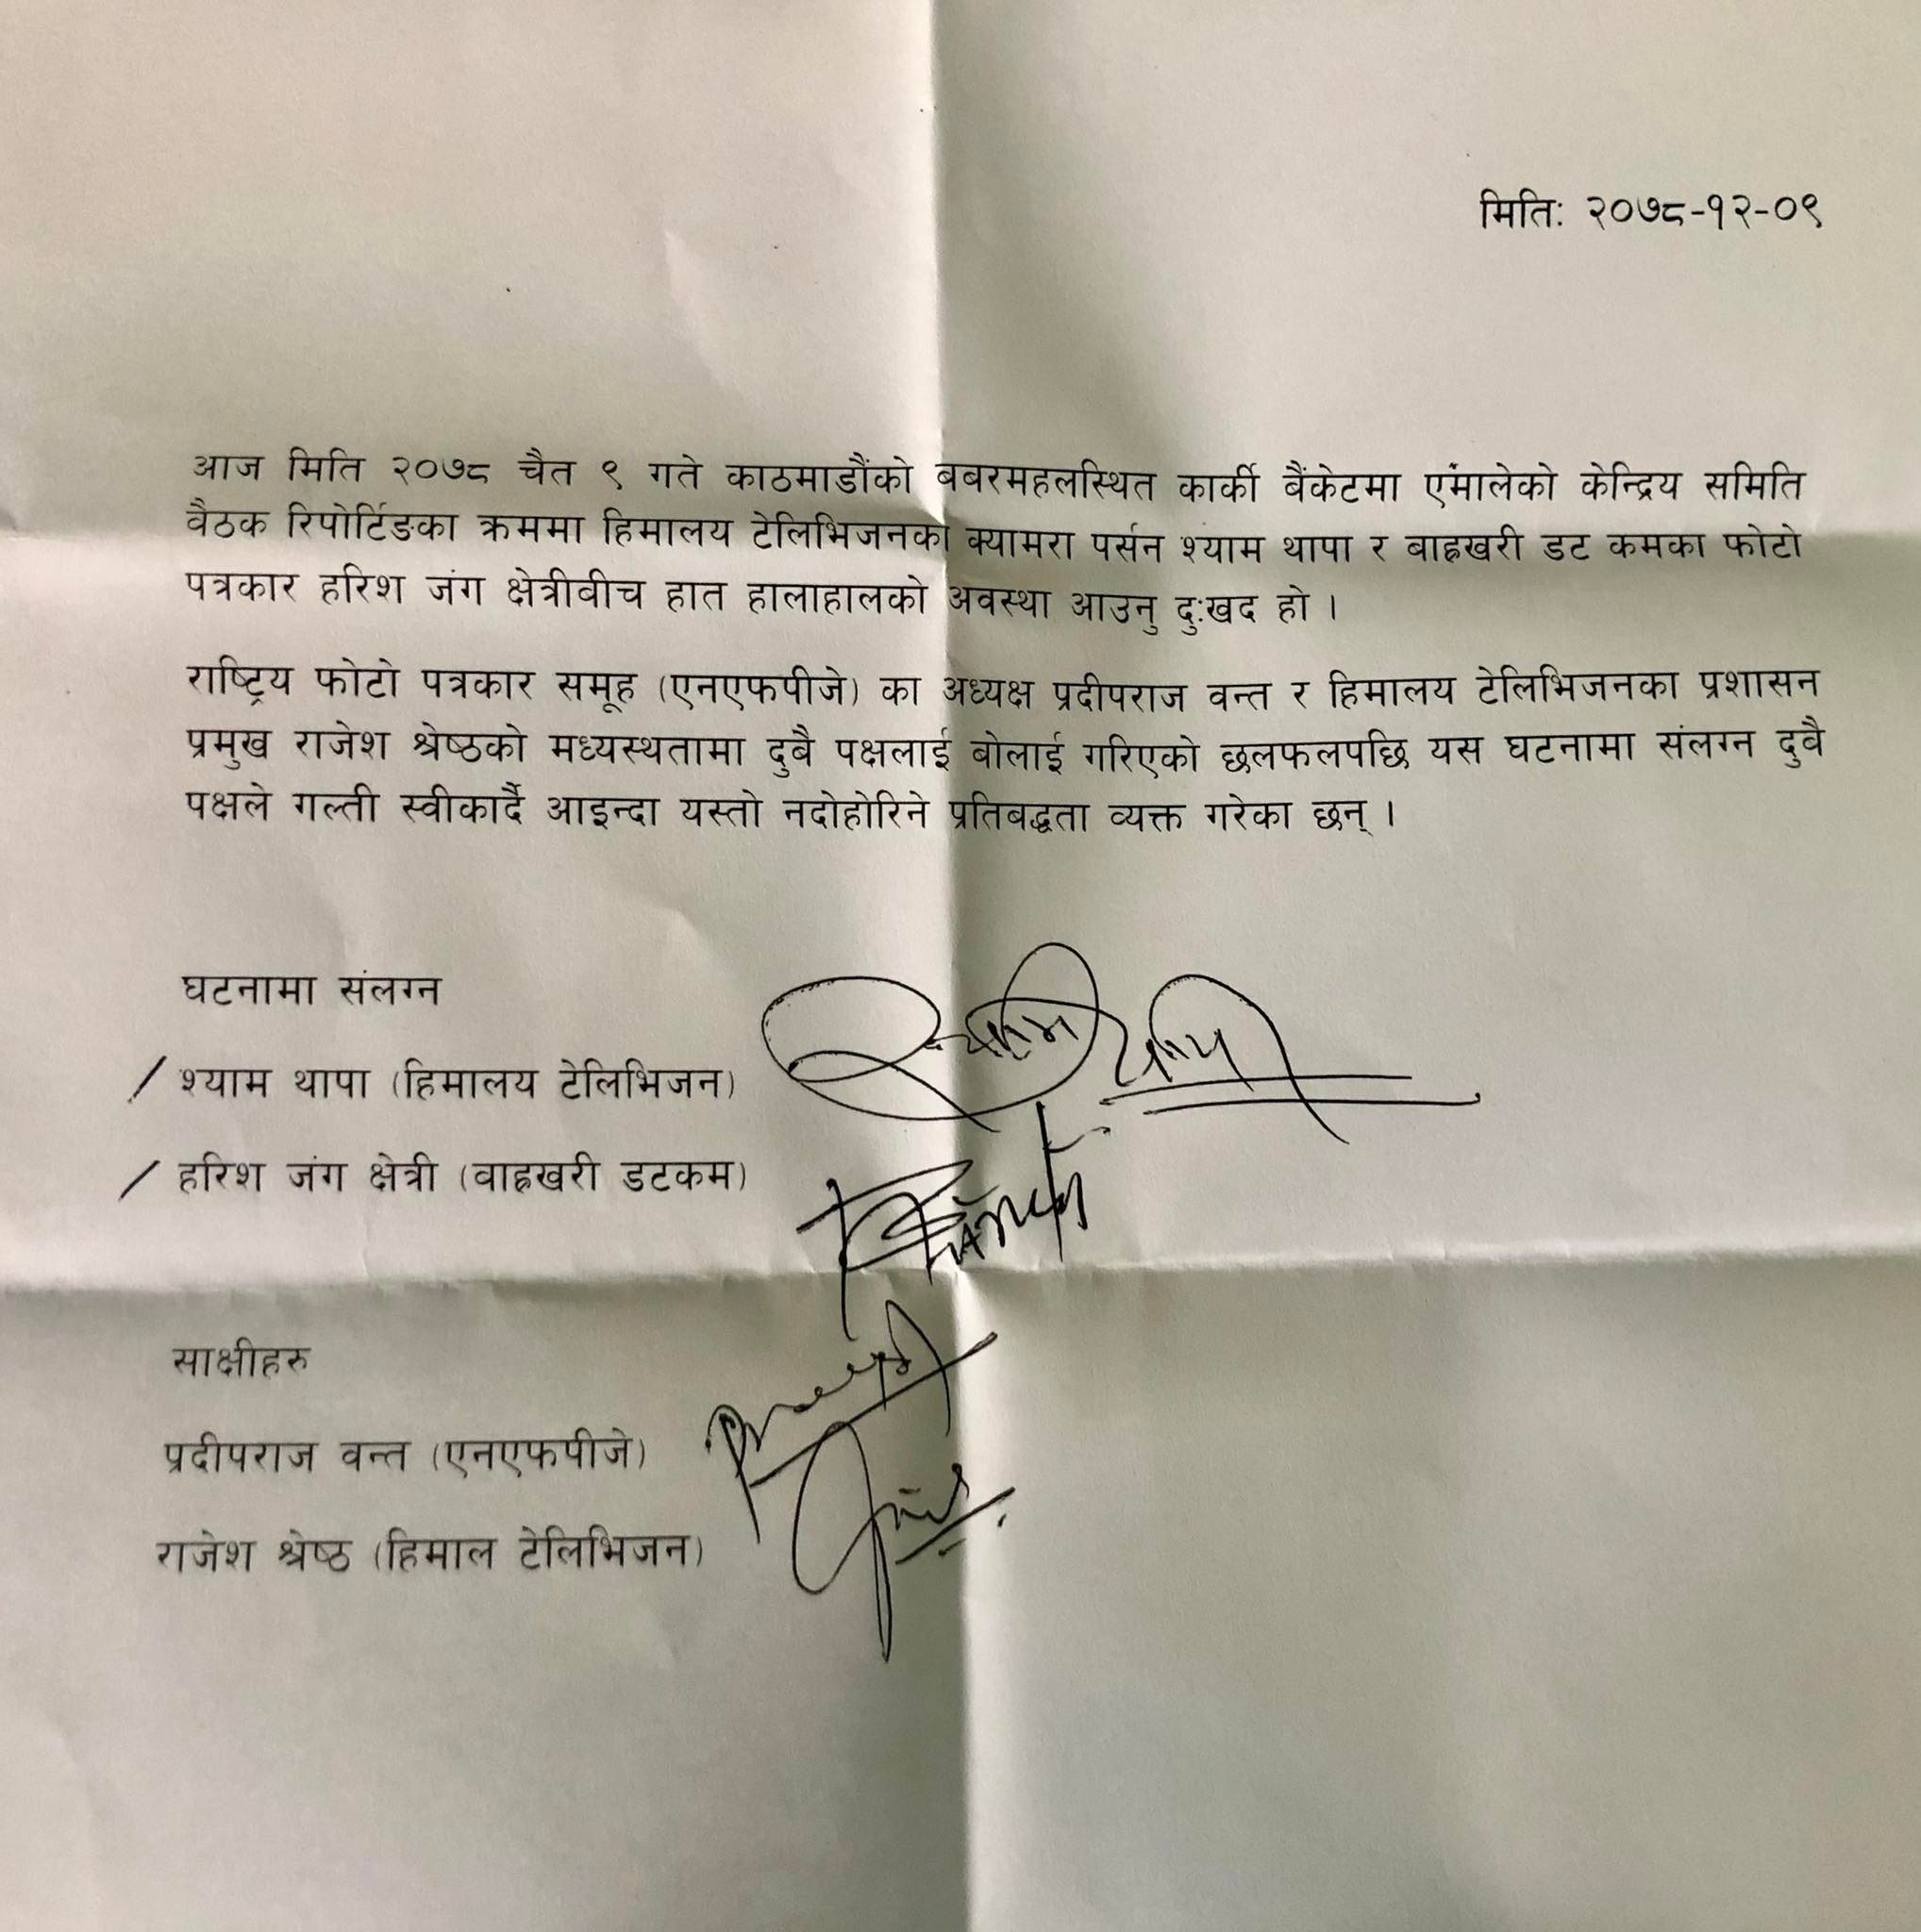 मितिः २०७८-१२-०९
आज मिति २०७८ चैत ९ गते काठमाडौंको बबरमहलस्थित कार्की बैंकेटमा एमालेको केन्द्रिय समिति
वैठक रिपोर्टिङका क्रममा हिमालय टेलिभिजनका क्यामरा पर्सन श्याम थापा र बाह्रखरी डट कमका फोटो
पत्रकार हरिश जंग क्षेत्रीबीच हात हालाहालको अवस्था आउनु दुःखद हो ।
राष्ट्रिय फोटो पत्रकार समूह (एनएफपीजे) का अध्यक्ष प्रदीपराज वन्त र हिमालय टेलिभिजनका प्रशासन
प्रमुख राजेश श्रेष्ठको मध्यस्थतामा दुबै पक्षलाई बोलाई गरिएको छलफलपछि यस घटनामा संलग्न दुबै
पक्षले गल्ती स्वीकार्दै आइन्दा यस्तो नदोहोरिने प्रतिबद्धता व्यक्त गरेका छन् ।
घटनामा संलग्न
श्याम थापा (हिमालय टेलिभिजन)
हरिश जंग क्षेत्री (वाह्रखरी डटकम)
साक्षीहरु
प्रदीपराज वन्त (एनएफपीजे)
राजेश श्रेष्ठ (हिमाल टेलिभिजन)